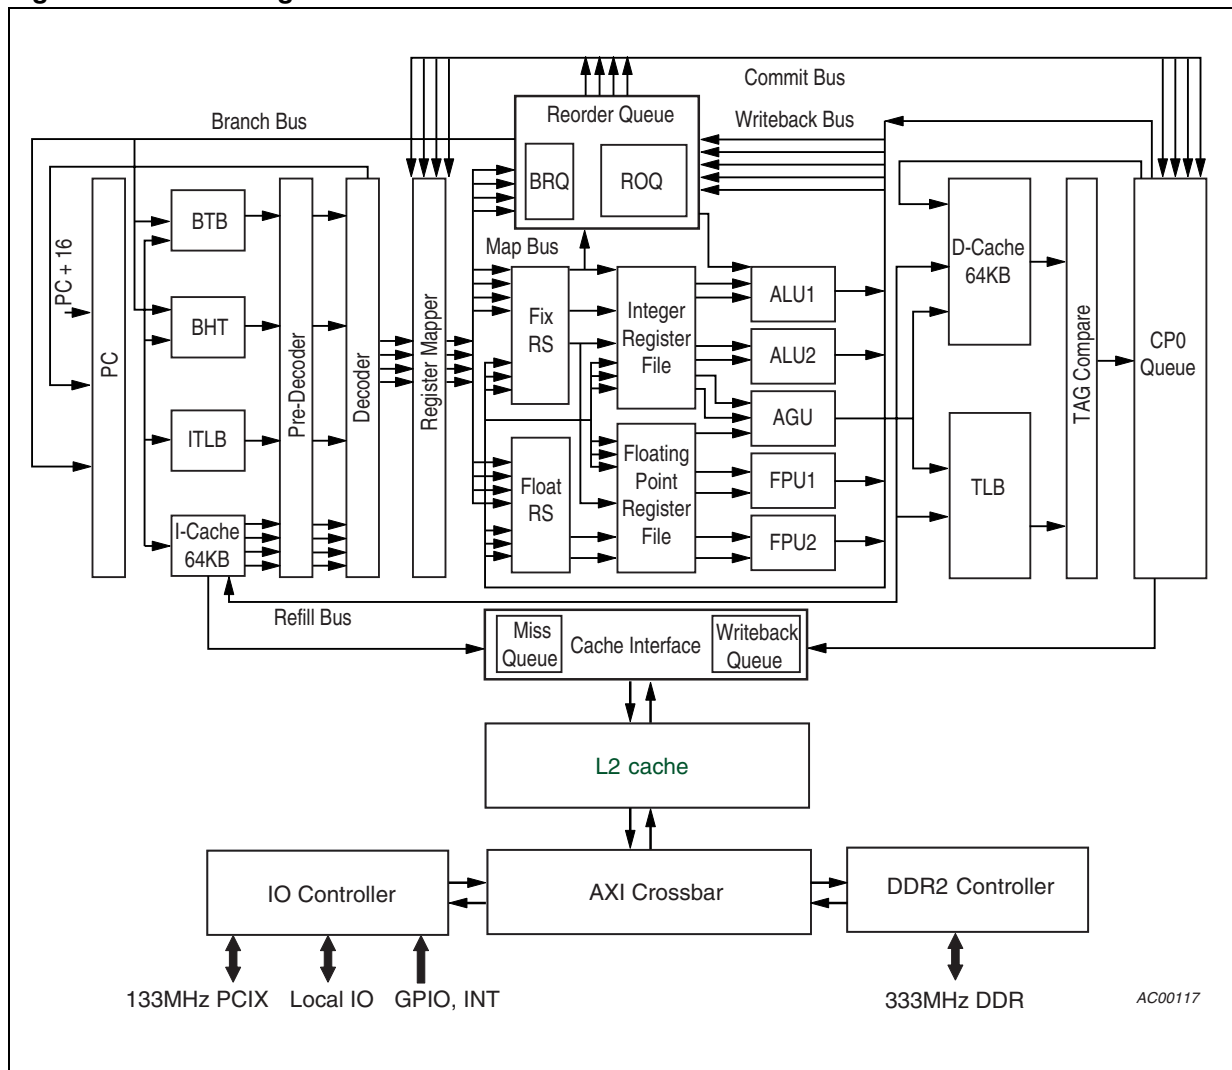 Commit Bus
Reorder Queue
Branch Bus
Writeback Bus
BRQ
ROQ
BTB
Map Bus
D-Cache
64KB
PC + 16
BHT
Fix
RS
Integer
Register
File
ALU1
ALU2
CP0
Queue
PC
Pre-Decoder
Decoder
Register Mapper
TAG Compare
AGU
ITLB
Float
RS
Floating
Point
Register
File
FPU1
TLB
I-Cache
64KB
FPU2
Refill Bus
Miss
Queue
Cache Interface
Writeback
Queue
L2 cache
IO Controller
AXI Crossbar
DDR2 Controller
133MHz PCIX
Local IO
GPIO, INT
333MHz DDR
AC00117